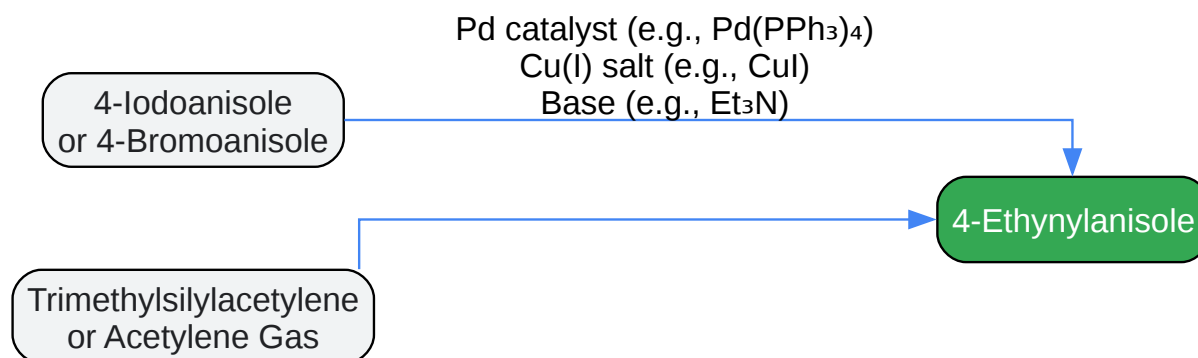 Pd catalyst (e.g., Pd(PPh₃)₄)
Cu(I) salt (e.g., CuI)
Base (e.g., Et₃N)
4-Iodoanisole
or 4-Bromoanisole
4-Ethynylanisole
Trimethylsilylacetylene
or Acetylene Gas